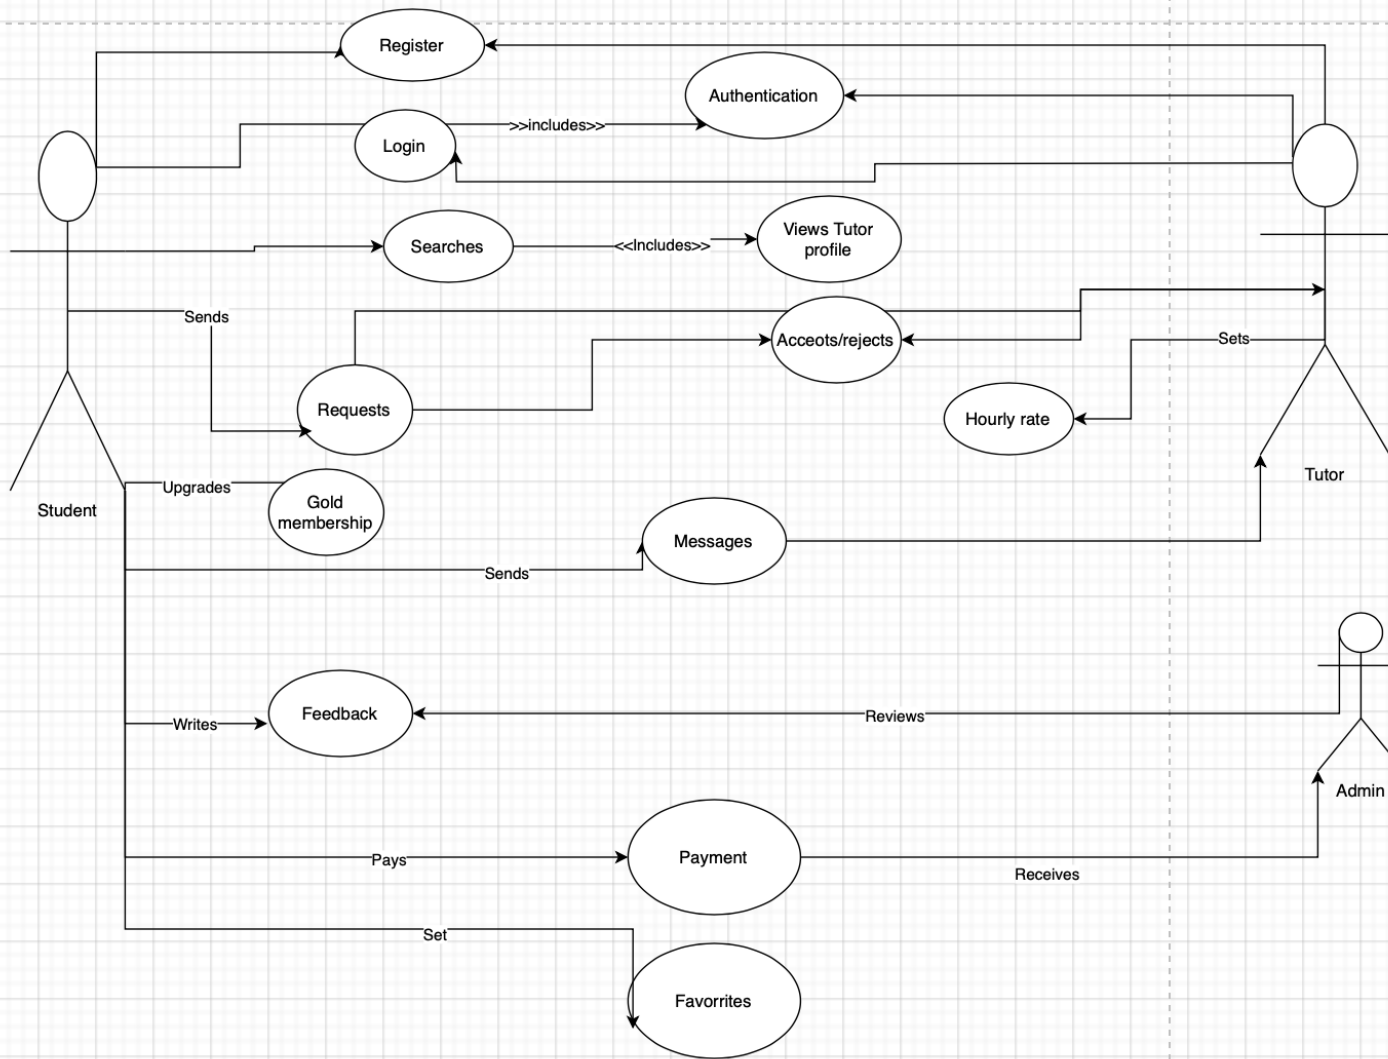 Register
Authentication
>>includes>>
Login
Searches
<<Includes>>
Views Tutor
profile
Sends
Acceots/rejects
Sets
Requests
Hourly rate
Tutor
Upgrades
Student
Gold
membership
Messages
Sends
Feedback
Reviews
Writes
Admin
Pays
Payment
Receives
Set
Favorrites